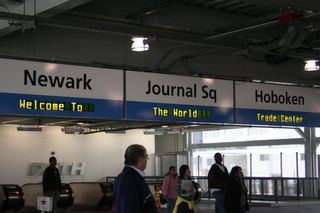 Newark
Welcome To
Journal Sq
The World
Hoboken
Trade Center